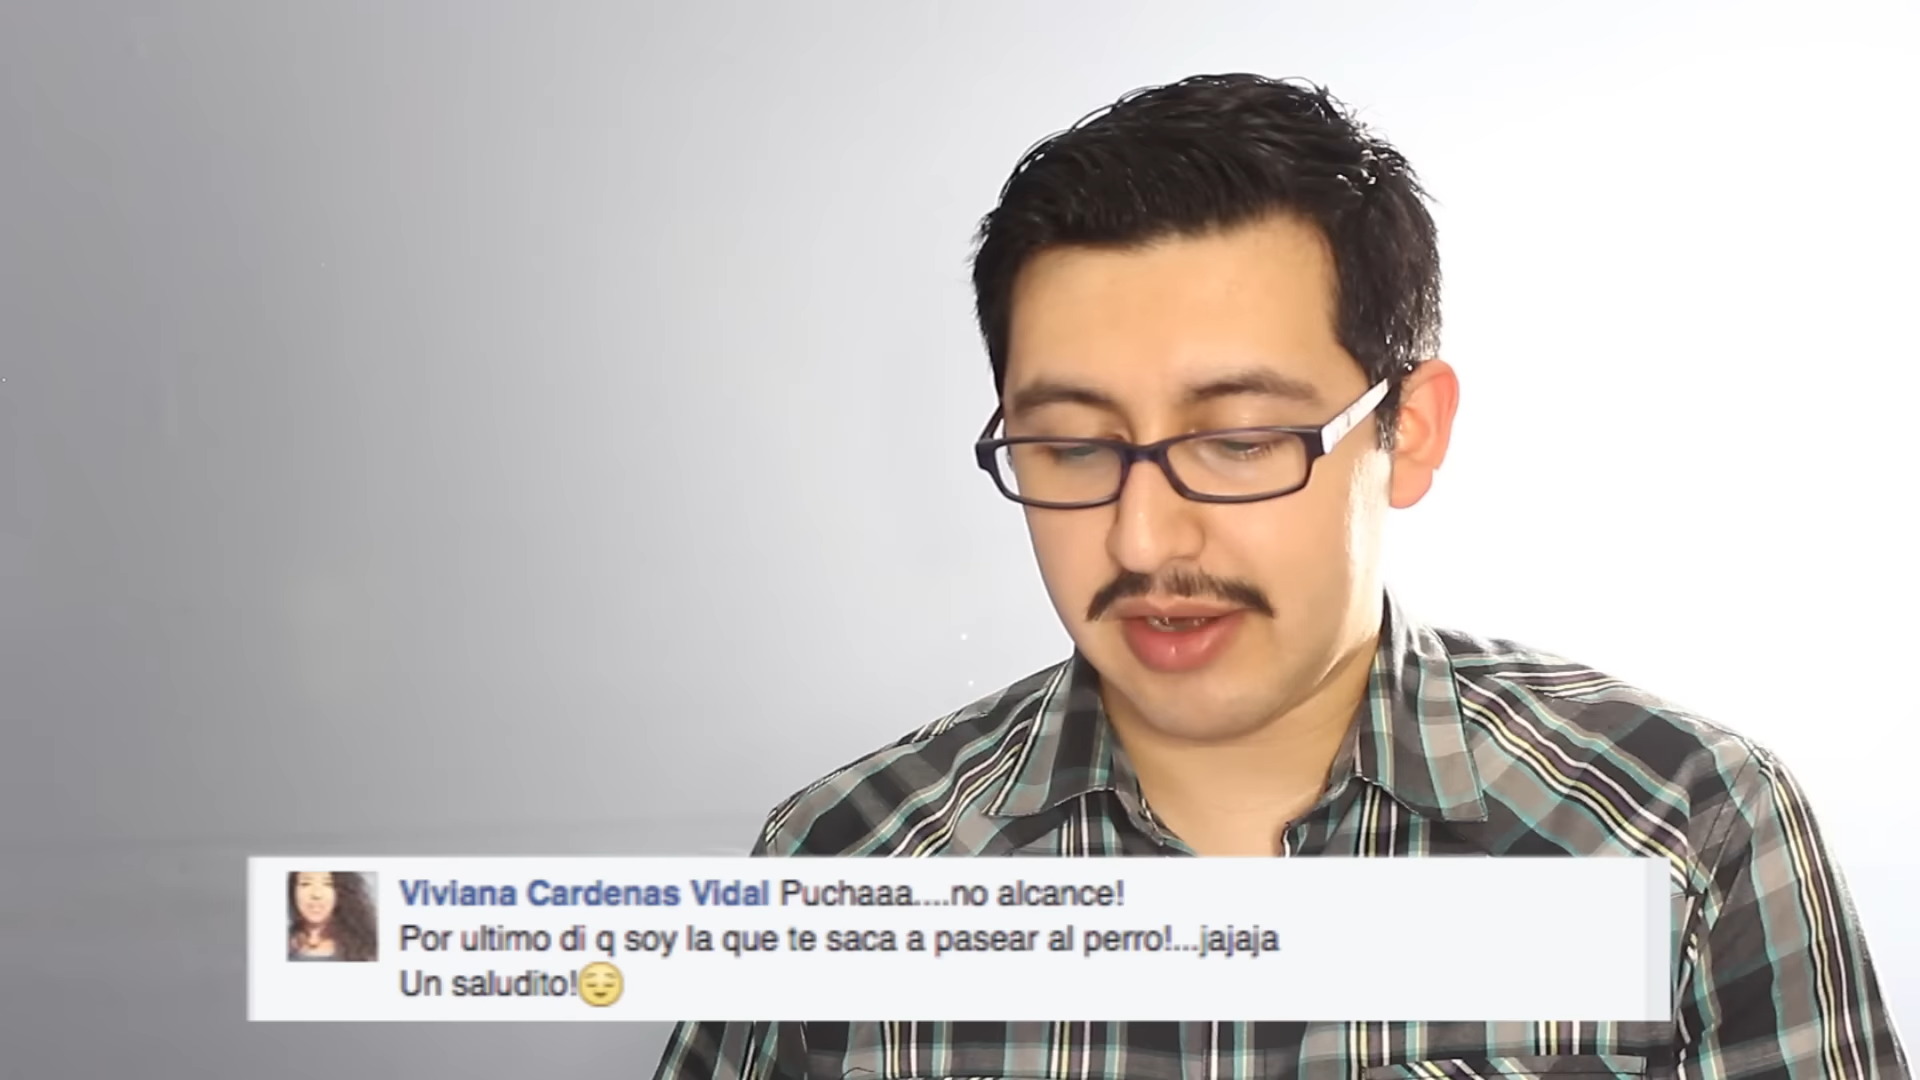 Viviana Cardenas Vidal Puchaaa....no alcance!
Por ultimo di q soy la que te saca a pasear al perro!...jajaja
Un saludito!😌